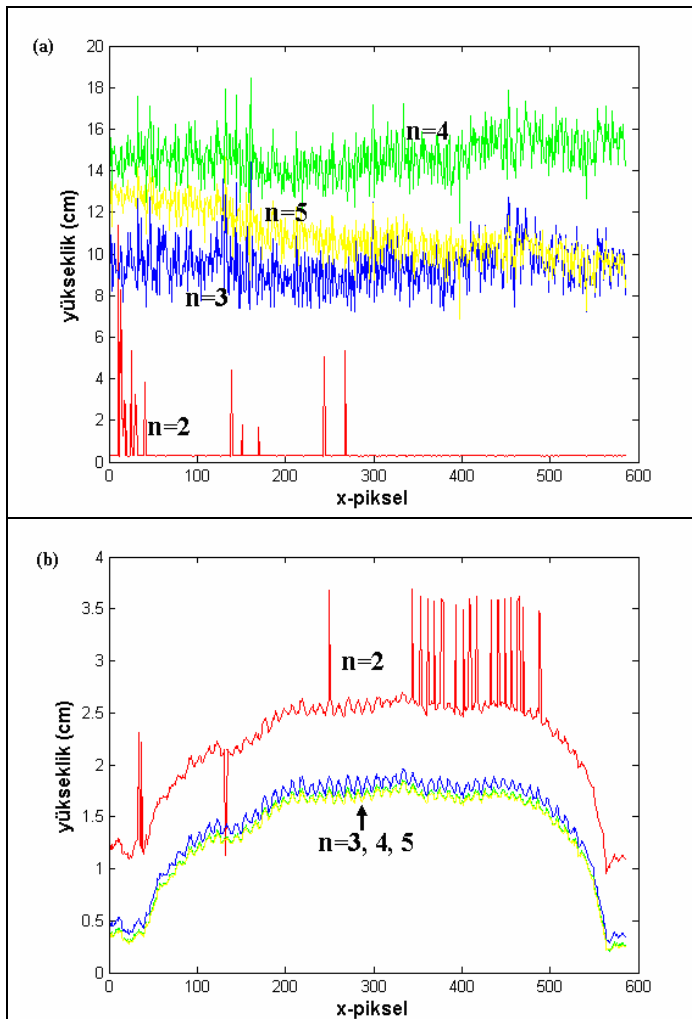 (a)
20
18
16
14
12
10
8
6
4
2
0
yükseklik (cm)
n=4
n=5
n=3
n=2
0 100 200 300 400 500 600
x-piksel
(b)
4
3.5
3
2.5
2
1.5
1
0.5
0
yükseklik (cm)
n=2
n=3, 4, 5
0 100 200 300 400 500 600
x-piksel